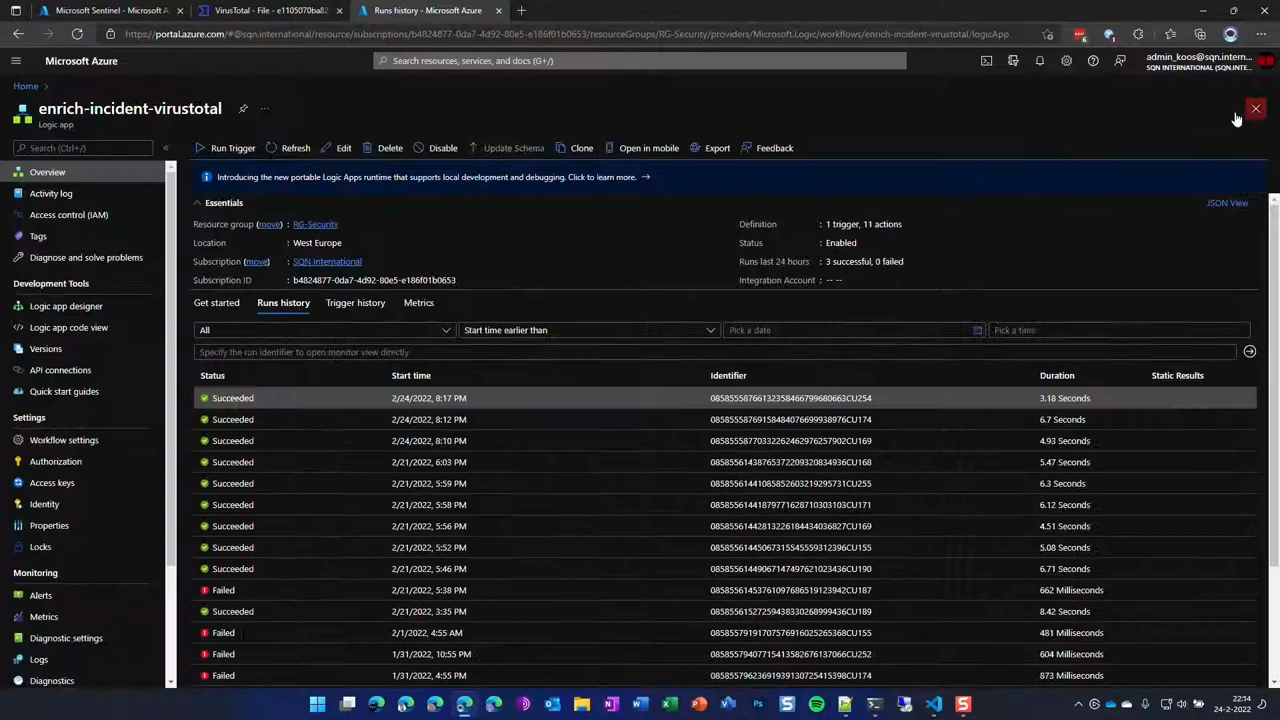 Microsoft Sentinel - Microsoft A
VirusTotal - File - e1105070ba82
Runs history - Microsoft Azure
https://portal.azure.com/#@sqn.international/resource/subscriptions/b4824877-0da7-4d92-80e5-e186f01b0653/resourceGroups/RG-Security/providers/Microsoft.Logic/workflows/enrich-incident-virustotal/logicApp
Microsoft Azure
Search resources, services, and docs (G+/)
admin_koos@sqn.intern...
SQN INTERNATIONAL (SQN.INTE...
Home
enrich-incident-virustotal
Logic app
Search (Ctrl+/)
Run Trigger Refresh Edit Delete Disable Update Schema Clone Open in mobile Export Feedback
Overview
Activity log
Access control (IAM)
Tags
Diagnose and solve problems
Development Tools
Logic app designer
Logic app code view
Versions
API connections
Quick start guides
Settings
Workflow settings
Authorization
Access keys
Identity
Properties
Locks
Monitoring
Alerts
Metrics
Diagnostic settings
Logs
Diagnostics
Introducing the new portable Logic Apps runtime that supports local development and debugging. Click to learn more. →
Essentials
JSON View
Resource group (move) : RG-Security
Location : West Europe
Subscription (move) : SQN International
Subscription ID : b4824877-0da7-4d92-80e5-e186f01b0653
Definition : 1 trigger, 11 actions
Status : Enabled
Runs last 24 hours : 3 successful, 0 failed
Integration Account : -- --
Get started Runs history Trigger history Metrics
All Start time earlier than Pick a date Pick a time
Specify the run identifier to open monitor view directly
Status Start time Identifier Duration Static Results
Succeeded 2/24/2022, 8:17 PM 3.18 Seconds
Succeeded 2/24/2022, 8:12 PM 6.7 Seconds
Succeeded 2/24/2022, 8:10 PM 4.93 Seconds
Succeeded 2/21/2022, 6:03 PM 5.47 Seconds
Succeeded 2/21/2022, 5:59 PM 6.3 Seconds
Succeeded 2/21/2022, 5:58 PM 6.12 Seconds
Succeeded 2/21/2022, 5:56 PM 4.51 Seconds
Succeeded 2/21/2022, 5:52 PM 5.08 Seconds
Succeeded 2/21/2022, 5:46 PM 6.71 Seconds
Failed 2/21/2022, 5:38 PM 662 Milliseconds
Succeeded 2/21/2022, 3:35 PM 8.42 Seconds
Failed 2/1/2022, 4:55 AM 481 Milliseconds
Failed 1/31/2022, 10:55 PM 604 Milliseconds
Failed 1/31/2022, 4:55 PM 873 Milliseconds
22:14
24-2-2022